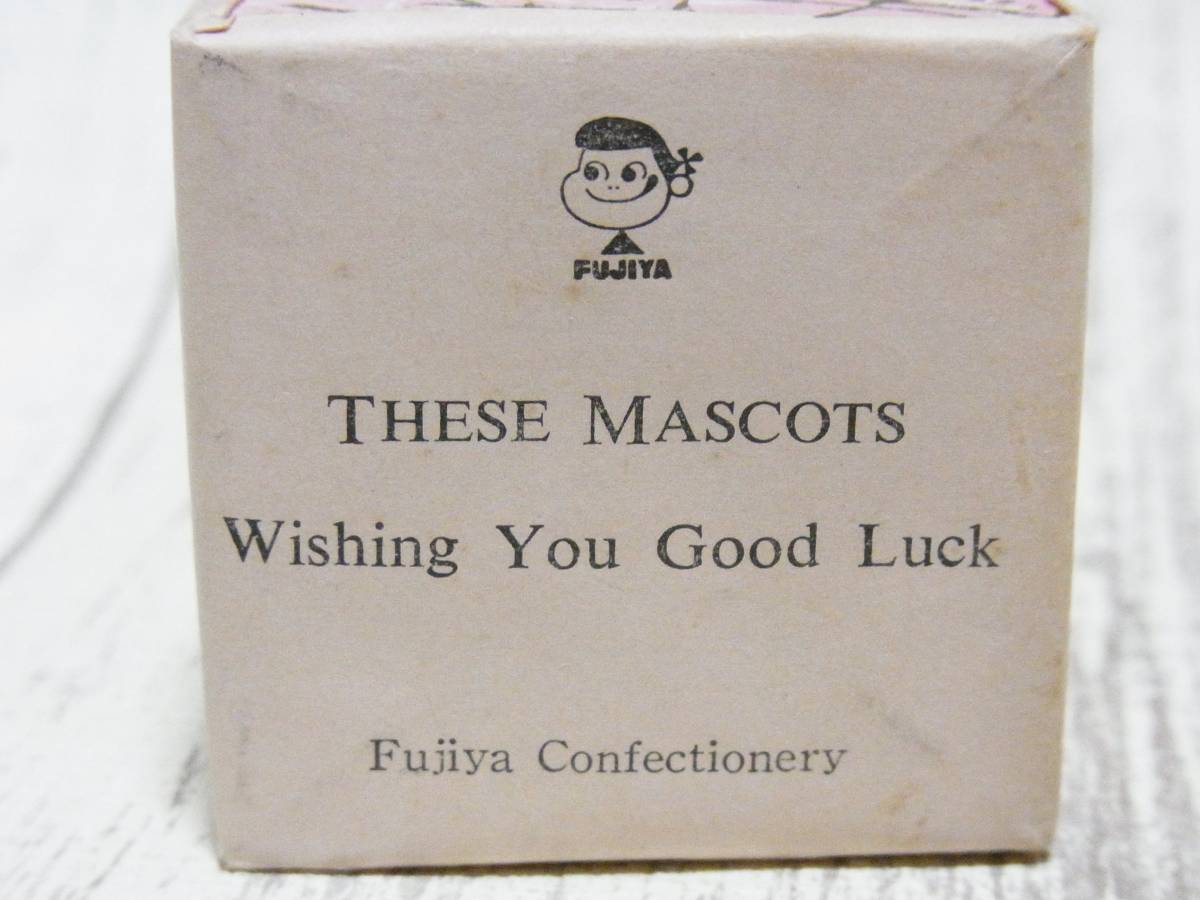 FUJIYA
THESE MASCOTS
Wishing You Good Luck
Fujiya Confectionery